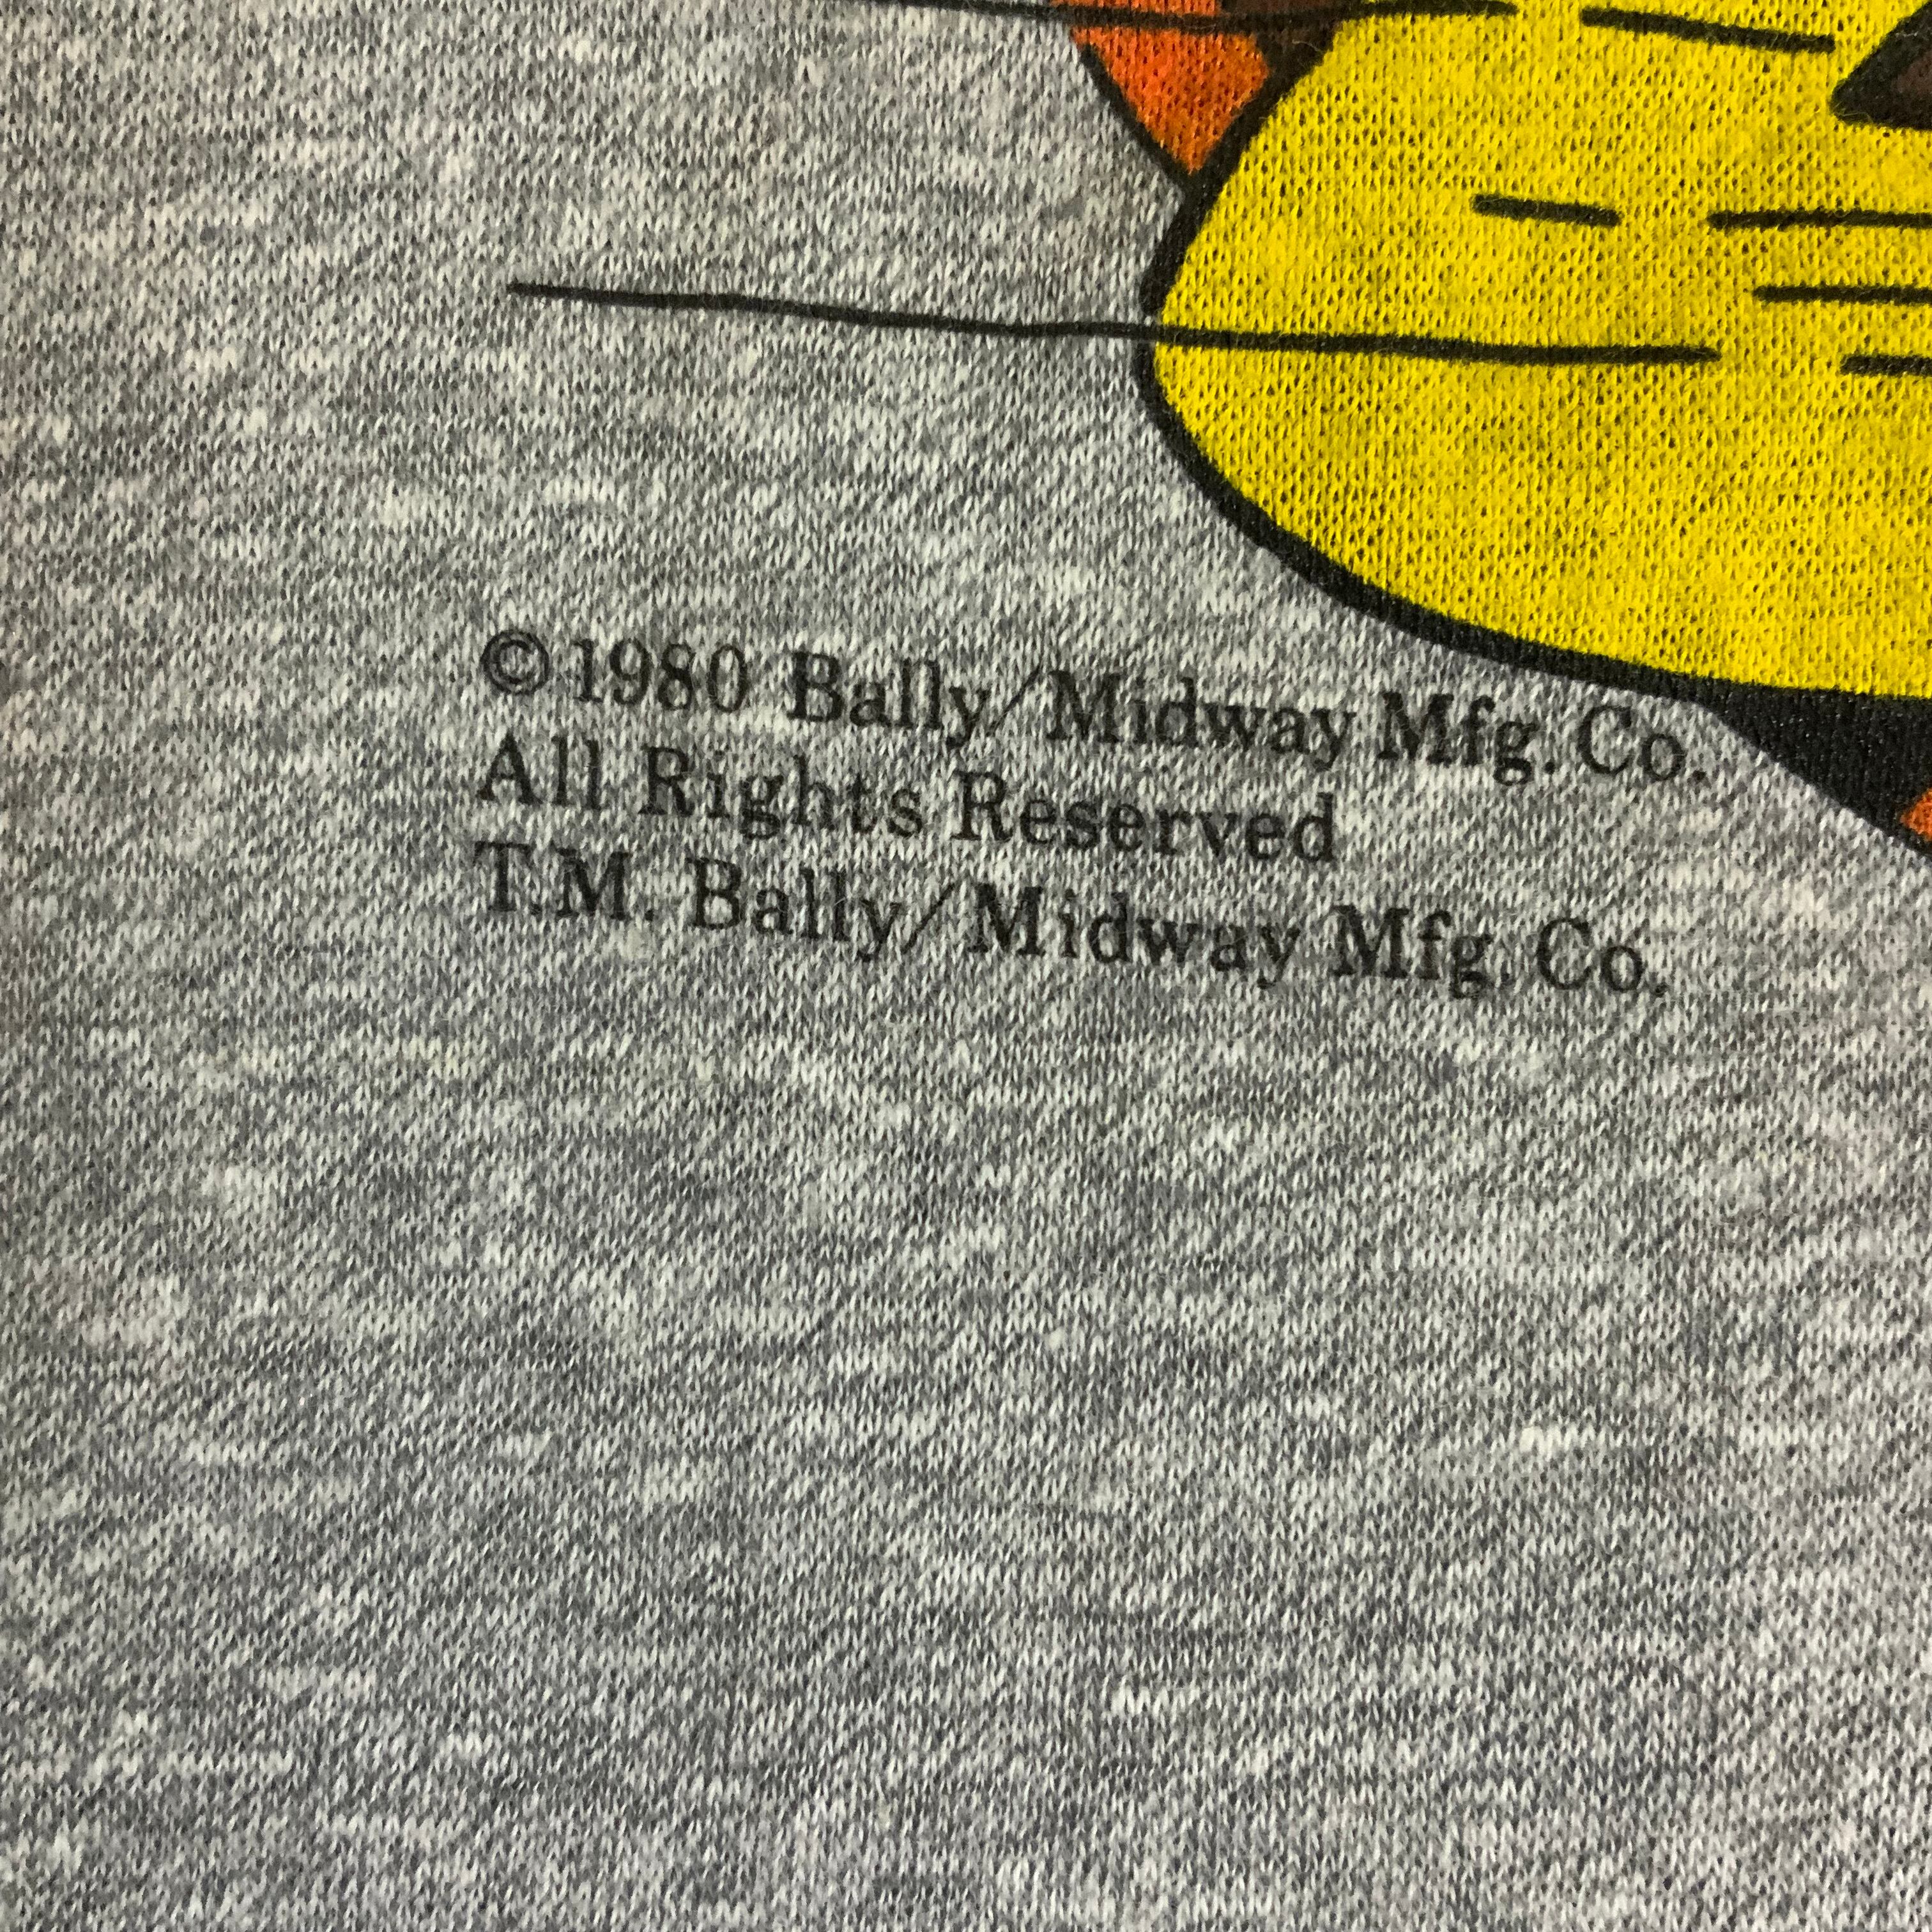 ©1980 Bally/Midway Mfg. Co.
All Rights Reserved
T.M. Bally/Midway Mfg. Co.